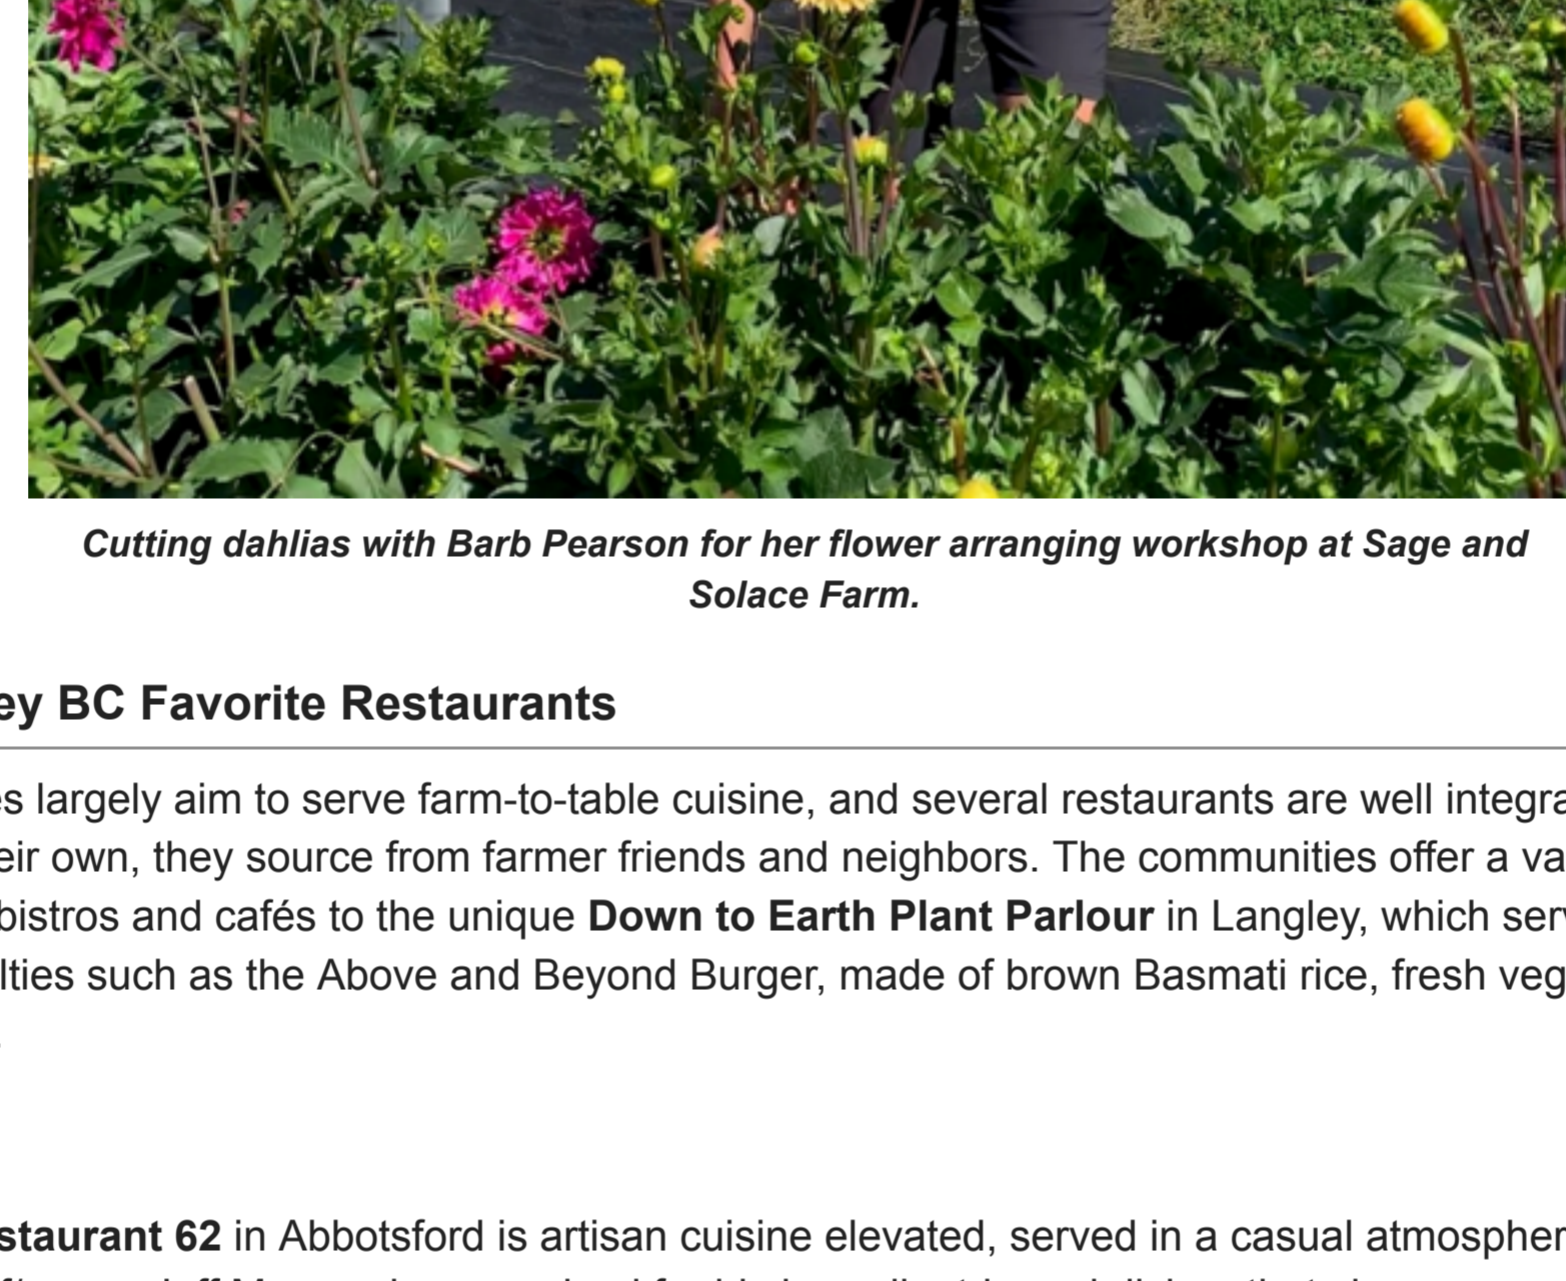 Cutting dahlias with Barb Pearson for her flower arranging workshop at Sage and
Solace Farm.
ey BC Favorite Restaurants
es largely aim to serve farm-to-table cuisine, and several restaurants are well integra
eir own, they source from farmer friends and neighbors. The communities offer a va
bistros and cafés to the unique Down to Earth Plant Parlour in Langley, which serv
lties such as the Above and Beyond Burger, made of brown Basmati rice, fresh veg
staurant 62 in Abbotsford is artisan cuisine elevated, served in a casual atmospher